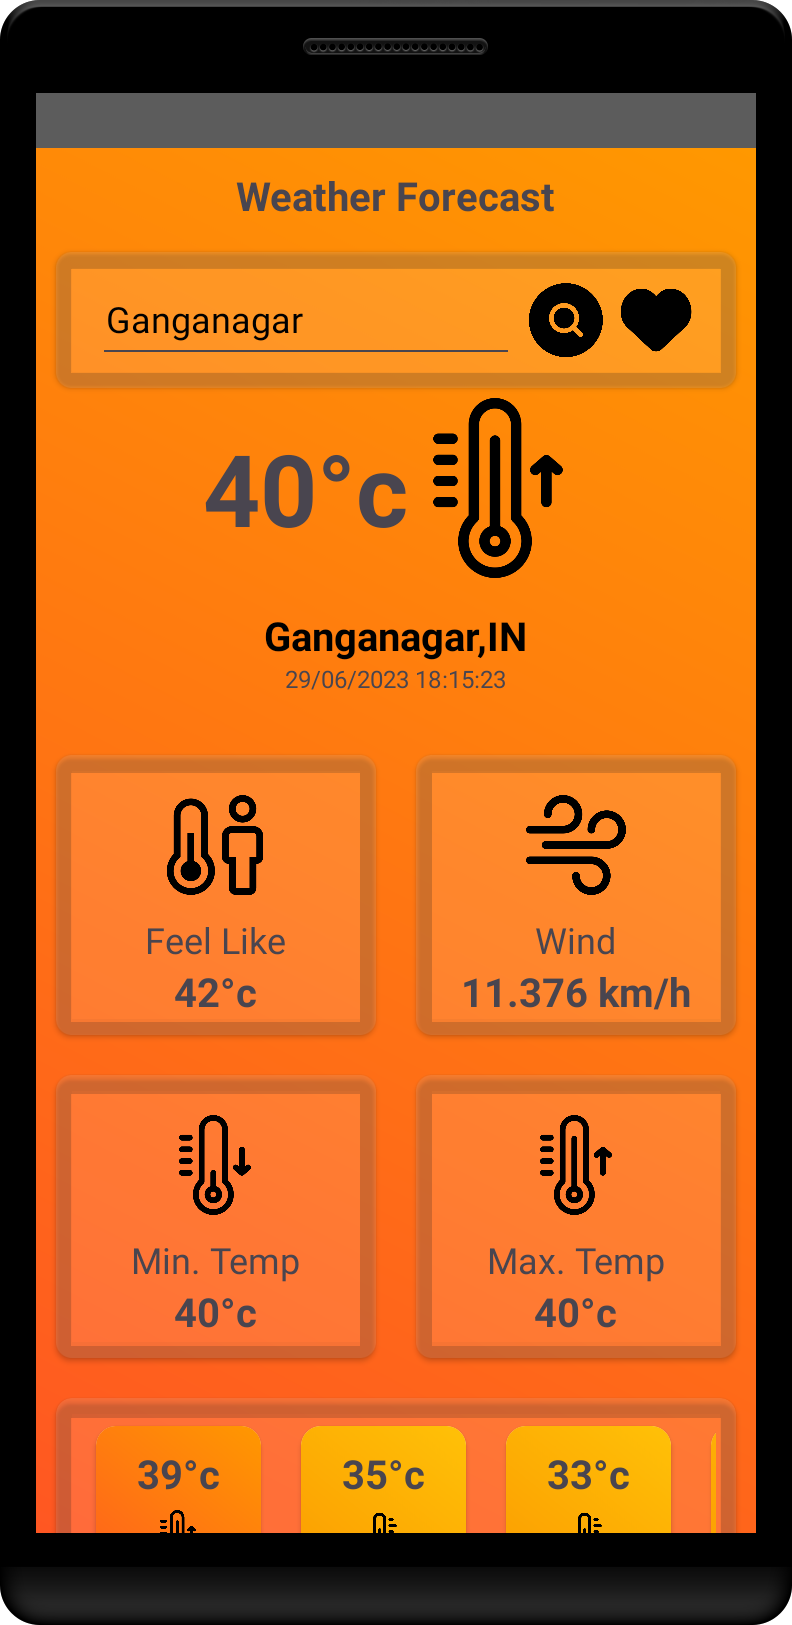 Weather Forecast
Ganganagar
40°c
Ganganagar,IN
29/06/2023 18:15:23
Feel Like
42°c
Wind
11.376 km/h
Min. Temp
40°c
Max. Temp
40°c
39°c
35°c
33°c